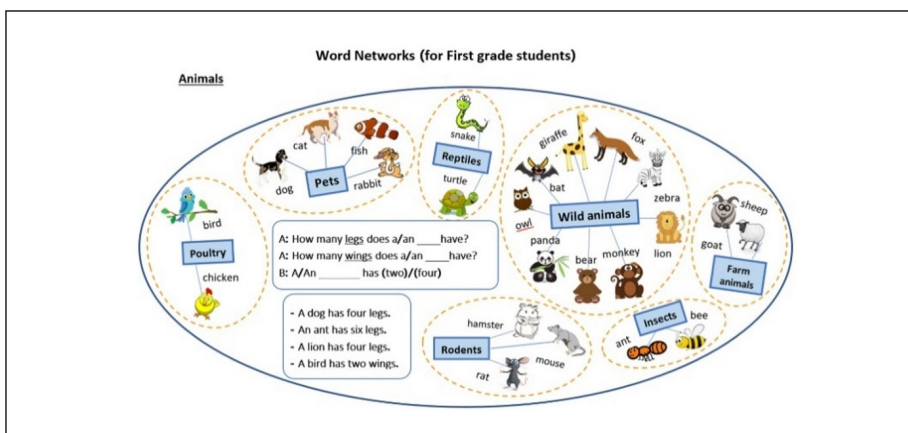 Word Networks (for First grade students)
Animals
snake
Reptiles
turtle
cat
fish
dog
Pets
rabbit
giraffe
fox
bat
zebra
owl
Wild animals
panda
bear
monkey
lion
sheep
goat
Farm
animals
bird
Poultry
chicken
A: How many legs does a/an ____have?
A: How many wings does a/an ____have?
B: A/An _______ has (two)/(four)
- A dog has four legs.
- An ant has six legs.
- A lion has four legs.
- A bird has two wings.
hamster
Rodents
mouse
rat
Insects
bee
ant